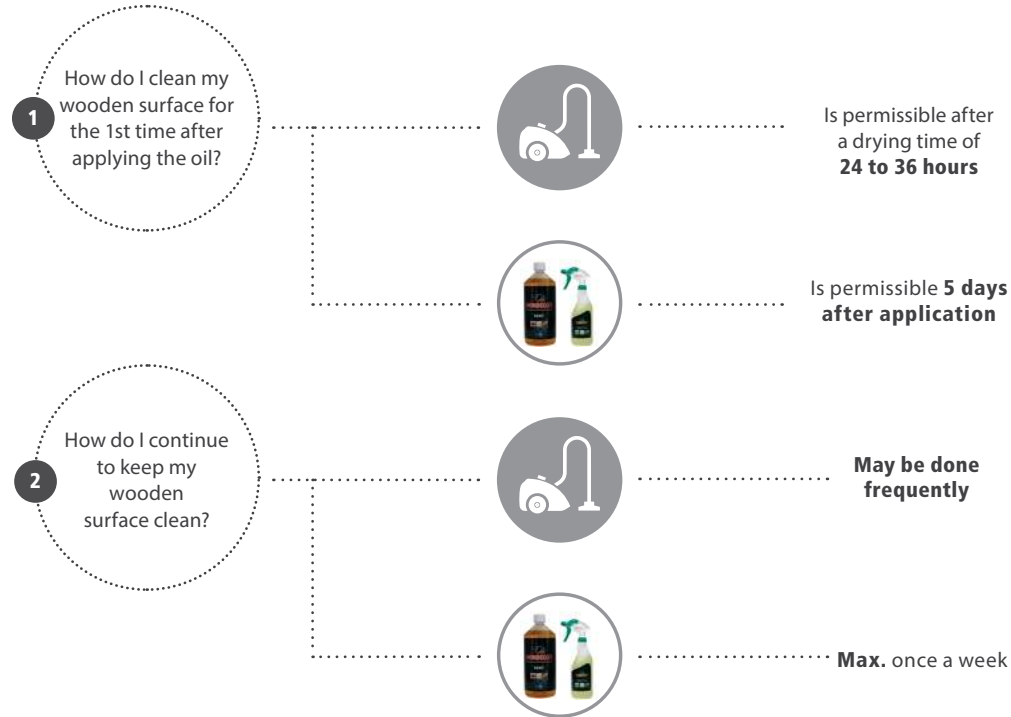 How do I clean my
wooden surface for
the 1st time after
applying the oil?
1
Is permissible after
a drying time of
24 to 36 hours
Is permissible 5 days
after application
How do I continue
to keep my
wooden
surface clean?
2
May be done
frequently
Max. once a week